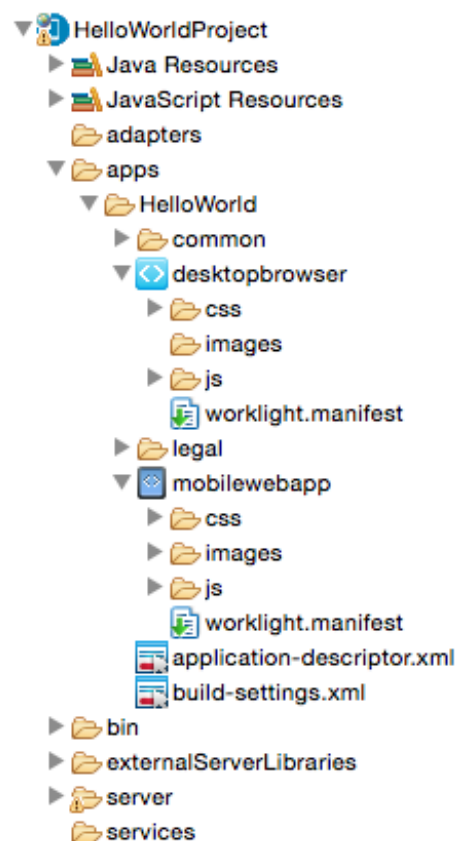 HelloWorldProject
Java Resources
JavaScript Resources
adapters
apps
HelloWorld
common
desktopbrowser
css
images
js
worklight.manifest
legal
mobilewebapp
css
images
js
worklight.manifest
application-descriptor.xml
build-settings.xml
bin
externalServerLibraries
server
services